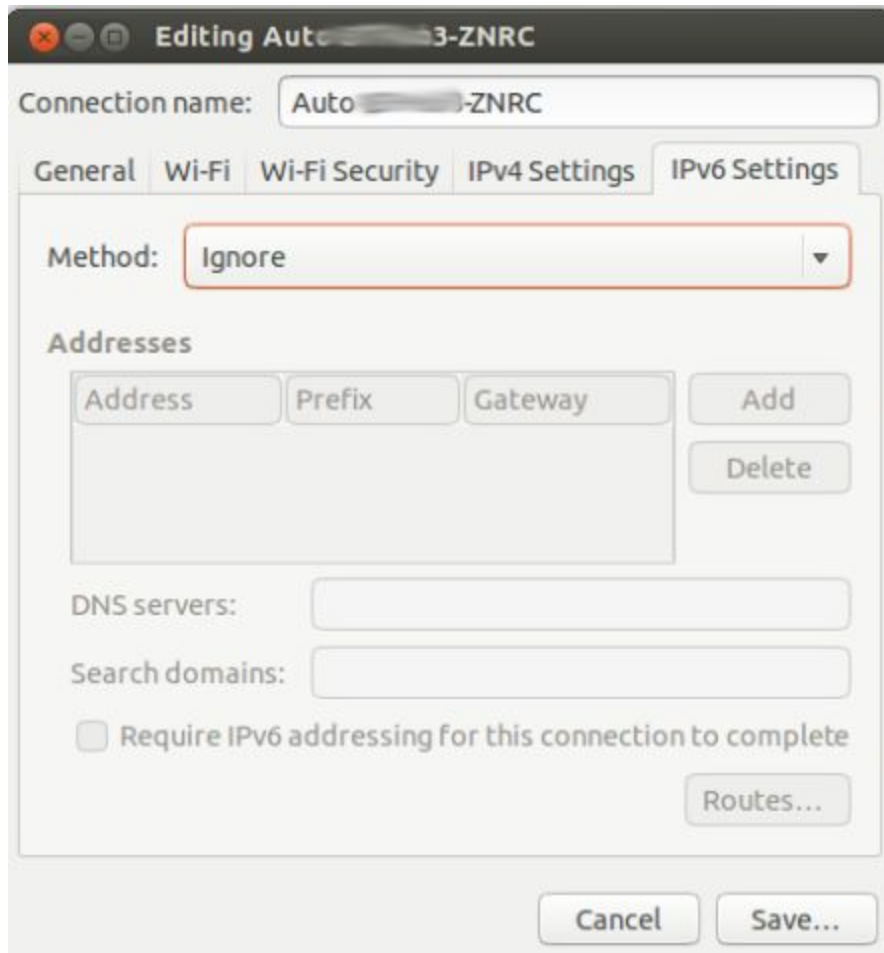 Editing Aut 3-ZNRC
Connection name: Auto -ZNRC
General Wi-Fi Wi-Fi Security IPv4 Settings IPv6 Settings
Method: Ignore
Addresses
Address Prefix Gateway Add
Delete
DNS servers:
Search domains:
Require IPv6 addressing for this connection to complete
Routes...
Cancel Save...